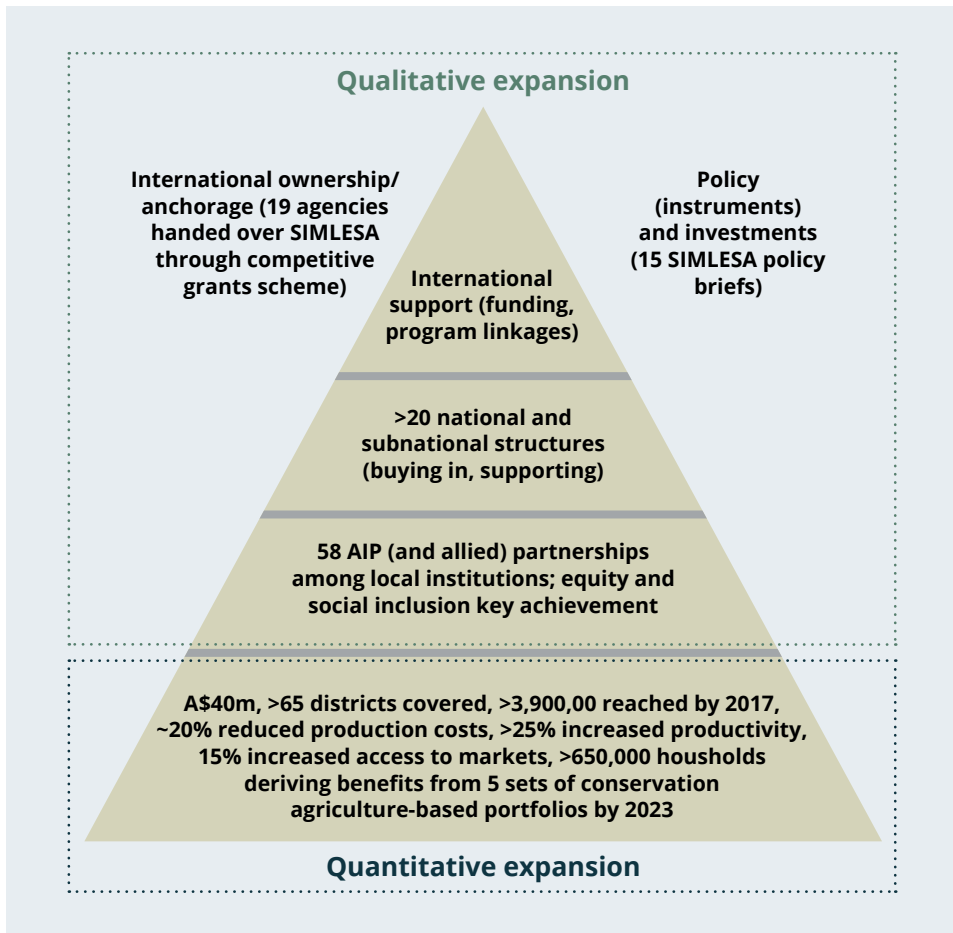 Qualitative expansion
International ownership/
anchorage (19 agencies
handed over SIMLESA
through competitive
grants scheme)
Policy
(instruments)
and investments
(15 SIMLESA policy
briefs)
International
support (funding,
program linkages)
>20 national and
subnational structures
(buying in, supporting)
58 AIP (and allied) partnerships
among local institutions; equity and
social inclusion key achievement
A$40m, >65 districts covered, >3,900,00 reached by 2017,
~20% reduced production costs, >25% increased productivity,
15% increased access to markets, >650,000 housholds
deriving benefits from 5 sets of conservation
agriculture-based portfolios by 2023
Quantitative expansion